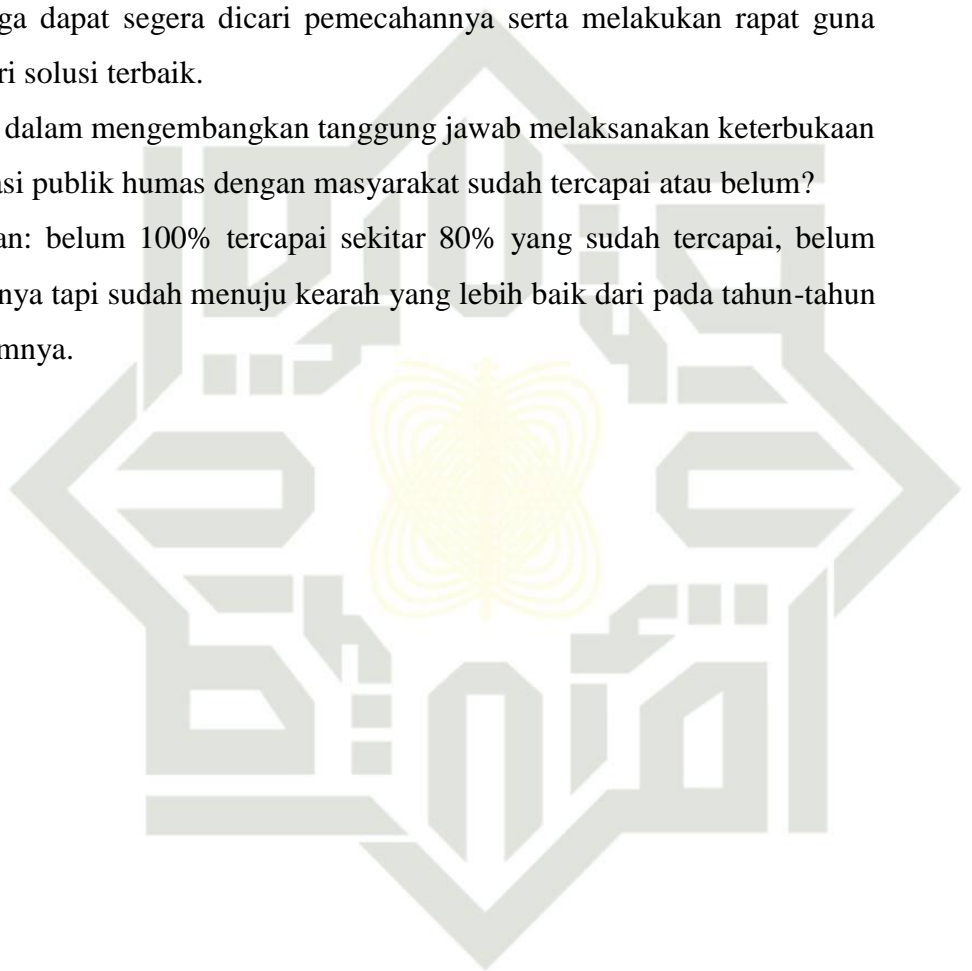 ga dapat segera dicari pemecahannya serta melakukan rapat guna
ri solusi terbaik.
dalam mengembangkan tanggung jawab melaksanakan keterbukaan
asi publik humas dengan masyarakat sudah tercapai atau belum?
an: belum 100% tercapai sekitar 80% yang sudah tercapai, belum
nya tapi sudah menuju kearah yang lebih baik dari pada tahun-tahun
mnya.